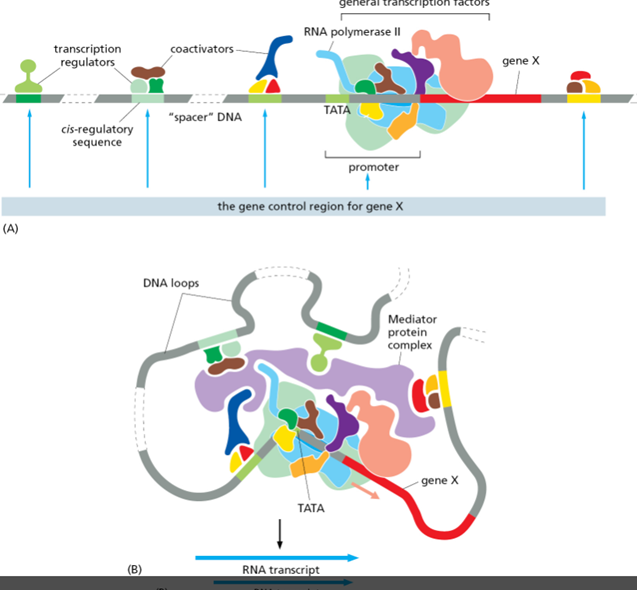 general transcription factors
RNA polymerase II
transcription
regulators
coactivators
gene X
TATA
cis-regulatory
sequence
“spacer” DNA
promoter
the gene control region for gene X
(A)
DNA loops
Mediator
protein
complex
gene X
TATA
(B)
RNA transcript